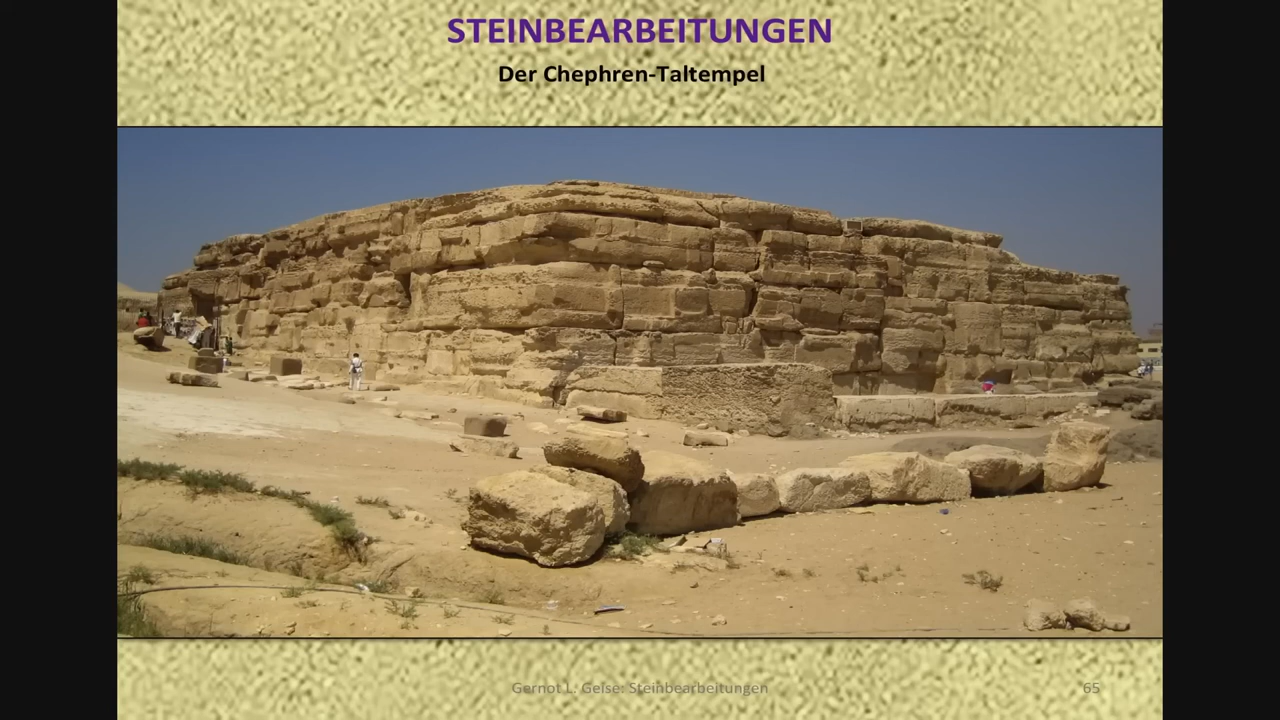 STEINBEARBEITUNGEN
Der Chephren-Taltempel
Gernot L. Geise: Steinbearbeitungen 65